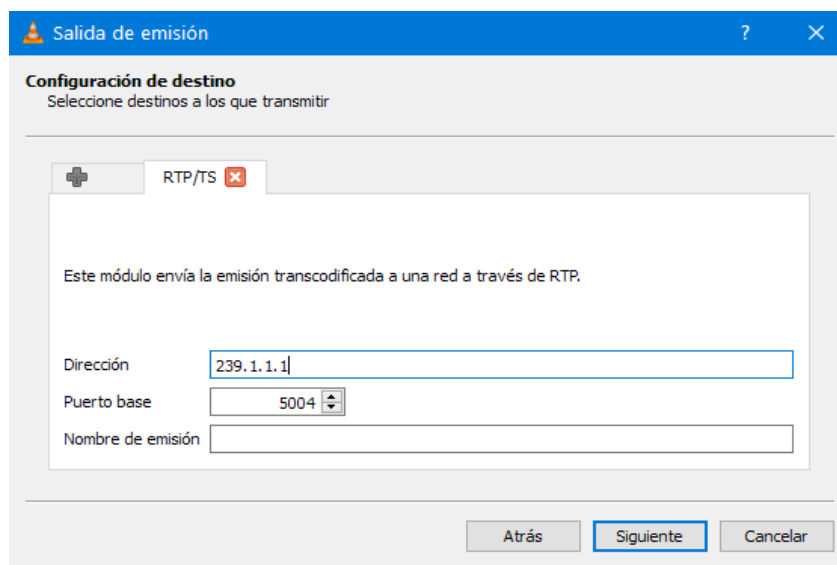 Salida de emisión ?
Configuración de destino
Seleccione destinos a los que transmitir
RTP/TS
Este módulo envía la emisión transcodificada a una red a través de RTP.
Dirección 239.1.1.1
Puerto base 5004
Nombre de emisión
Atrás Siguiente Cancelar